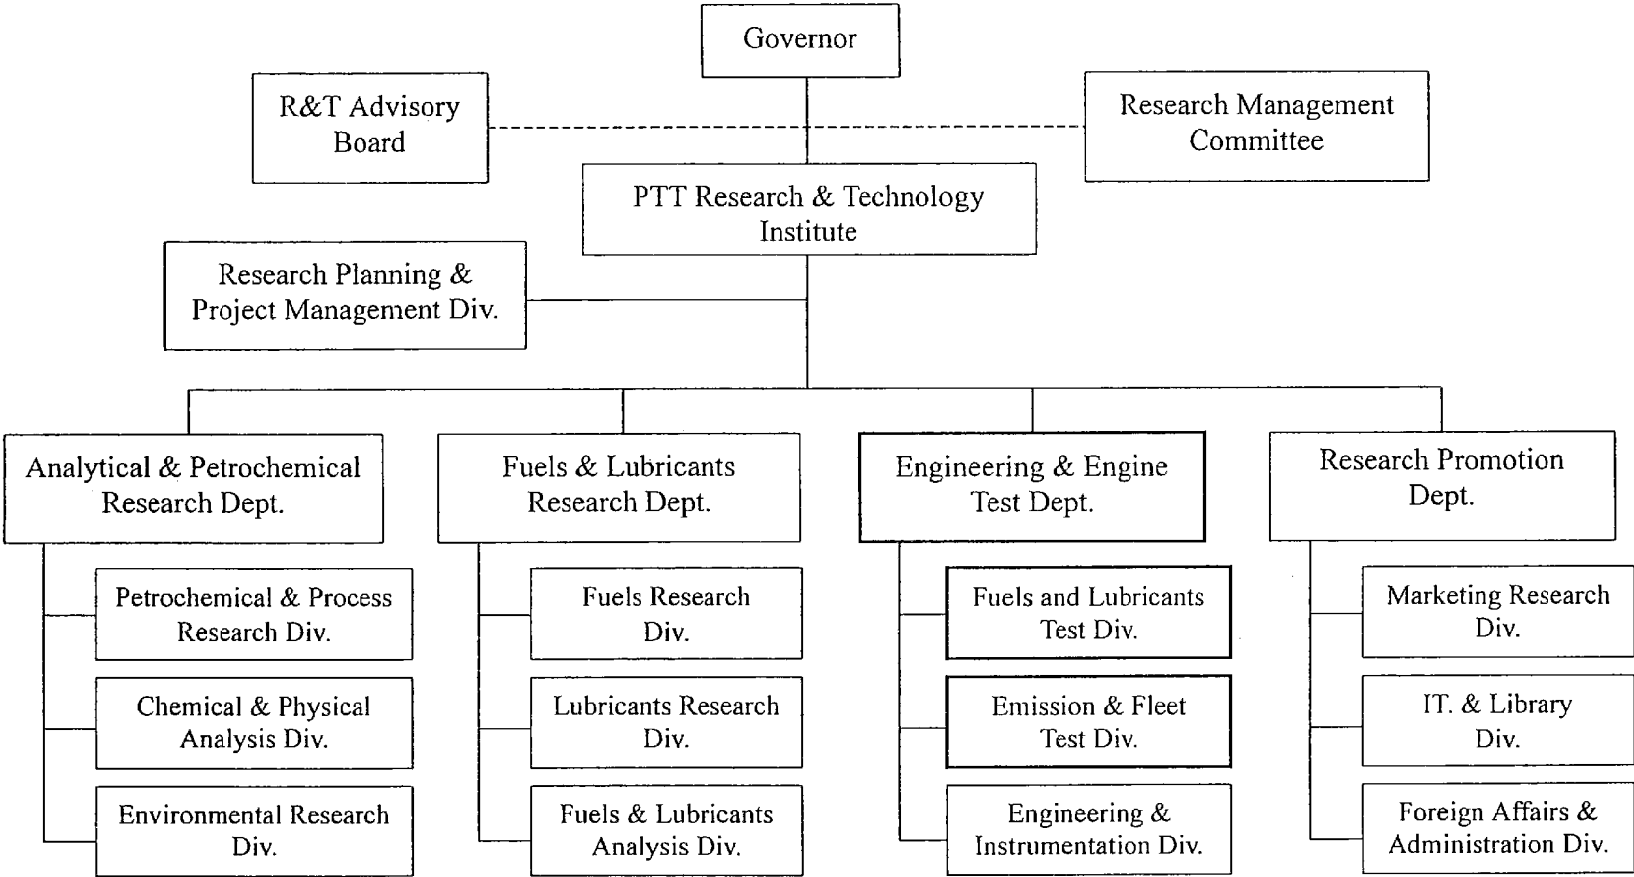 Governor
R&T Advisory
Board
Research Management
Committee
PTT Research & Technology
Institute
Research Planning &
Project Management Div.
Analytical & Petrochemical
Research Dept.
Fuels & Lubricants
Research Dept.
Engineering & Engine
Test Dept.
Research Promotion
Dept.
Petrochemical & Process
Research Div.
Chemical & Physical
Analysis Div.
Environmental Research
Div.
Fuels Research
Div.
Lubricants Research
Div.
Fuels & Lubricants
Analysis Div.
Fuels and Lubricants
Test Div.
Emission & Fleet
Test Div.
Engineering &
Instrumentation Div.
Marketing Research
Div.
IT. & Library
Div.
Foreign Affairs &
Administration Div.